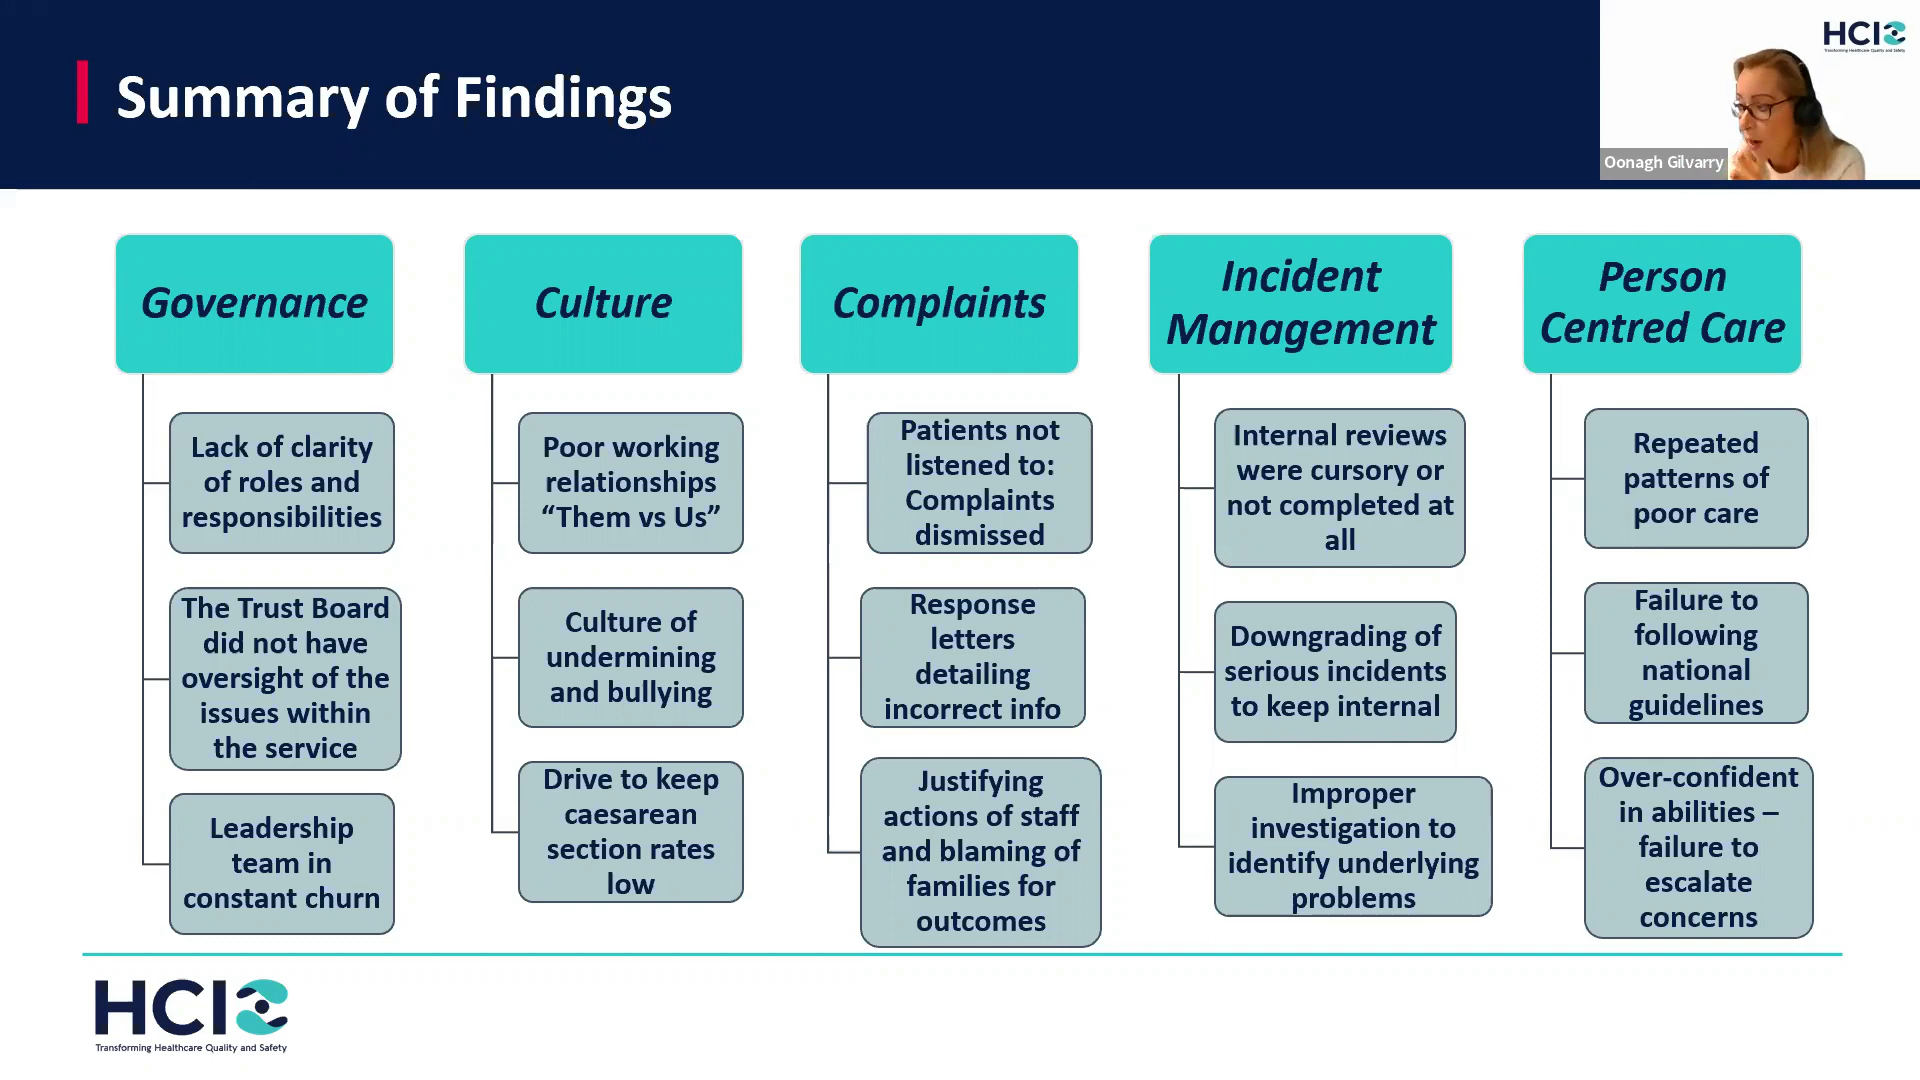 Summary of Findings
HCI
Transforming Healthcare Quality and Safety
Oonagh Gilvarry
Governance
Lack of clarity
of roles and
responsibilities
The Trust Board
did not have
oversight of the
issues within
the service
Leadership
team in
constant churn
Culture
Poor working
relationships
“Them vs Us”
Culture of
undermining
and bullying
Drive to keep
caesarean
section rates
low
Complaints
Patients not
listened to:
Complaints
dismissed
Response
letters
detailing
incorrect info
Justifying
actions of staff
and blaming of
families for
outcomes
Incident
Management
Internal reviews
were cursory or
not completed at
all
Downgrading of
serious incidents
to keep internal
Improper
investigation to
identify underlying
problems
Person
Centred Care
Repeated
patterns of
poor care
Failure to
following
national
guidelines
Over-confident
in abilities –
failure to
escalate
concerns
HCI
Transforming Healthcare Quality and Safety